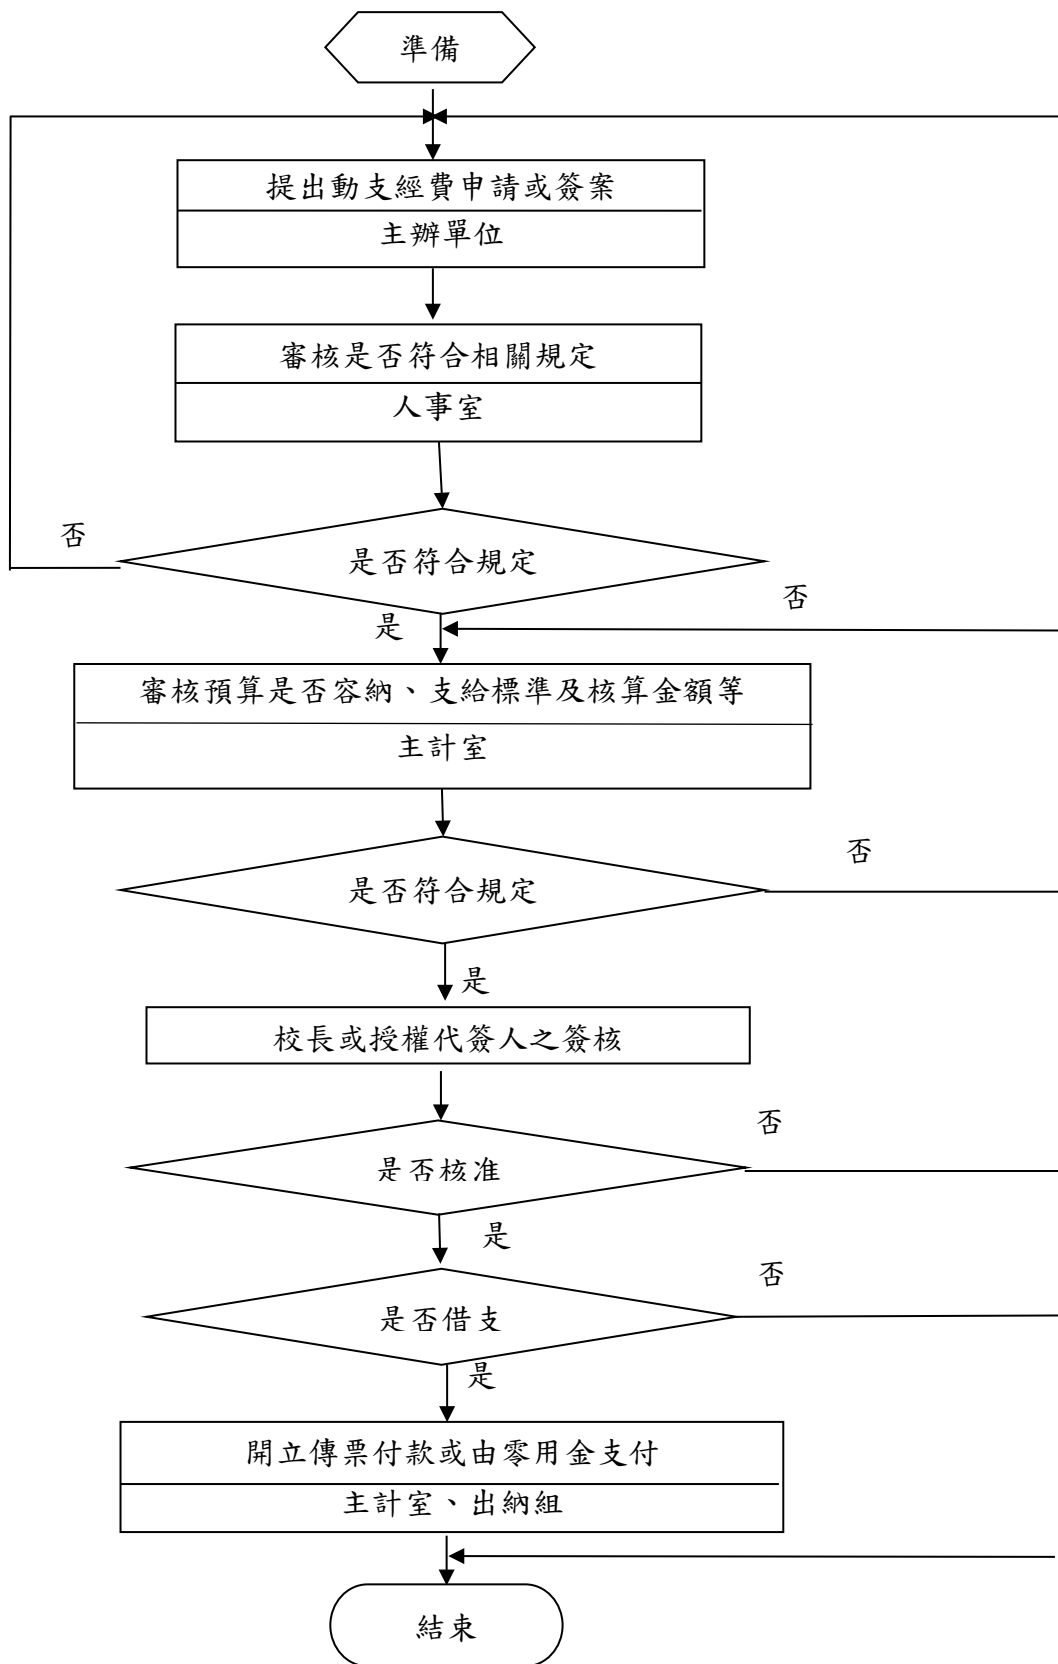 準備
提出動支經費申請或簽案
主辦單位
審核是否符合相關規定
人事室
否
是否符合規定
否
是
審核預算是否容納、支給標準及核算金額等
主計室
否
是否符合規定
是
校長或授權代簽人之簽核
否
是否核准
是
否
是否借支
是
開立傳票付款或由零用金支付
主計室、出納組
結束